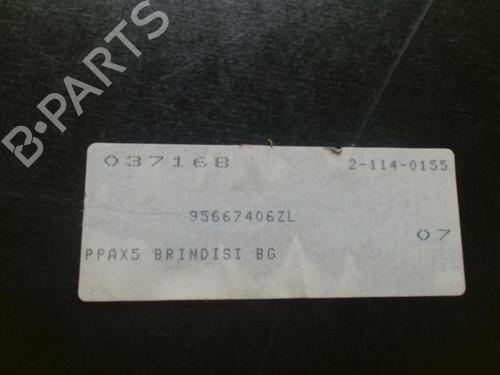 B-PARTS
037168 2-114-0155
95667406ZL
07
PPAX5 BRINDISI BG